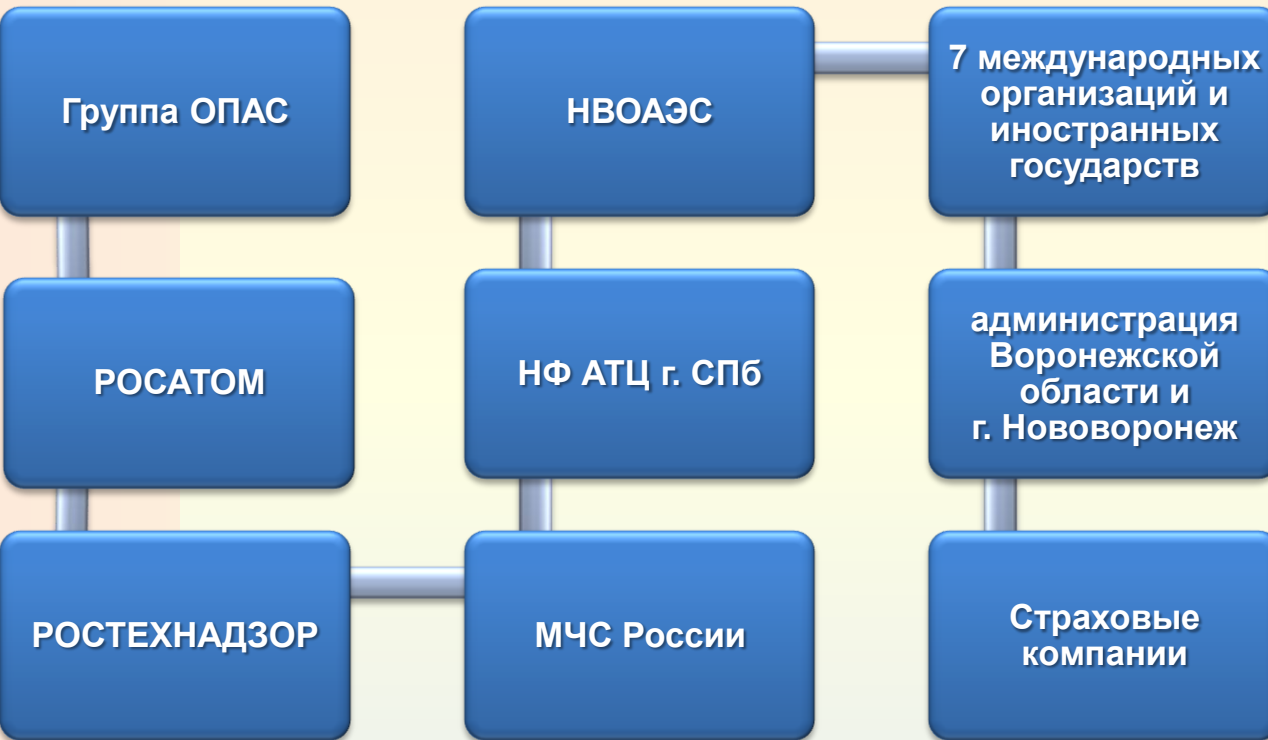 Группа ОПАС
РОСАТОМ
РОСТЕХНАДЗОР
МЧС России
НФ АТЦ г. СПб
НВОАЭС
7 международных
организаций и
иностранных
государств
администрация
Воронежской
области и
г. Нововоронеж
Страховые
компании